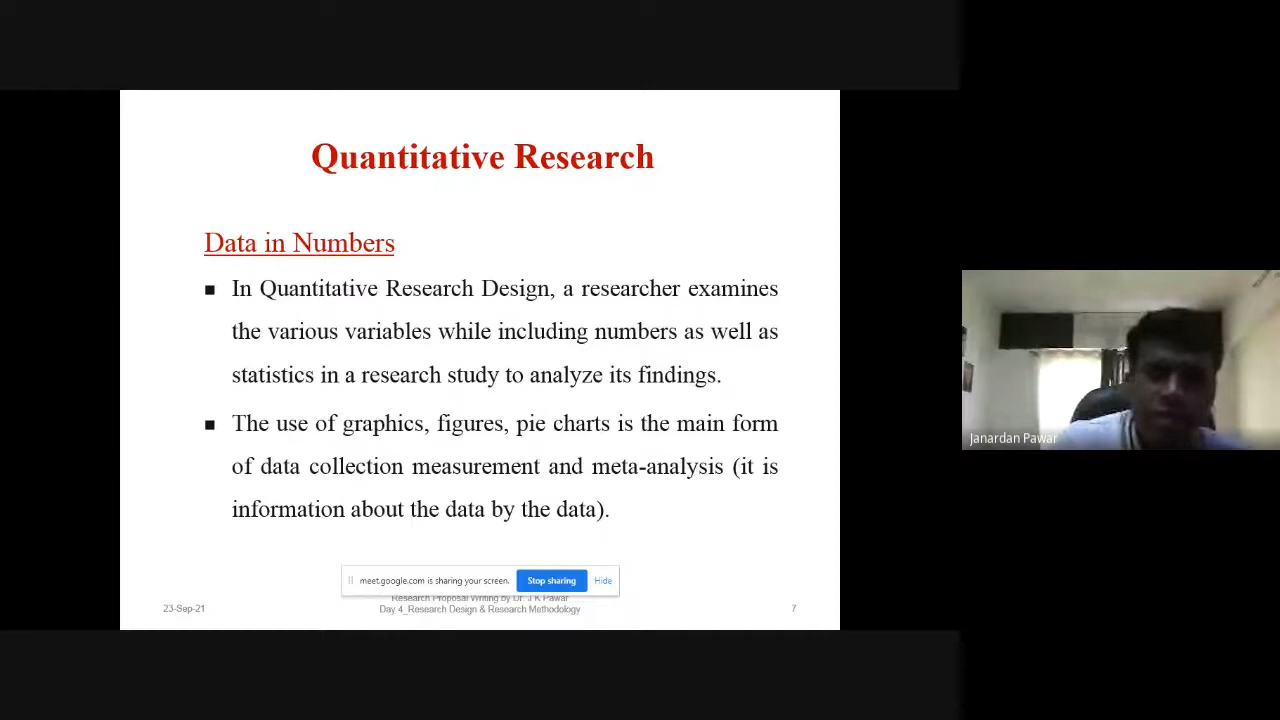 Quantitative Research
Data in Numbers
▪ In Quantitative Research Design, a researcher examines
the various variables while including numbers as well as
statistics in a research study to analyze its findings.
▪ The use of graphics, figures, pie charts is the main form
of data collection measurement and meta-analysis (it is
information about the data by the data).
meet.google.com is sharing your screen. Stop sharing Hide
Research Proposal Writing by Dr. J K Pawar
23-Sep-21 Day 4_Research Design & Research Methodology 7
Janardan Pawar